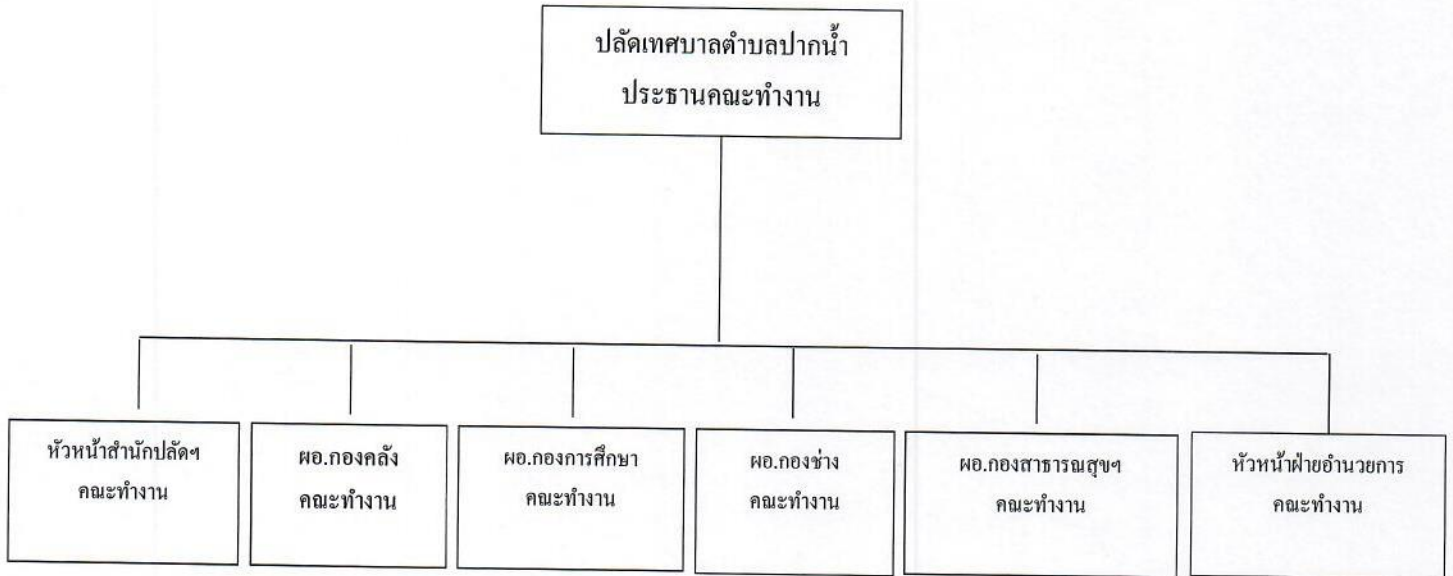 ปลัดเทศบาลตำบลปากน้ำ
ประธานคณะทำงาน
หัวหน้าสำนักปลัดฯ
คณะทำงาน
ผอ.กองคลัง
คณะทำงาน
ผอ.กองการศึกษา
คณะทำงาน
ผอ.กองช่าง
คณะทำงาน
ผอ.กองสาธารณสุขฯ
คณะทำงาน
หัวหน้าฝ่ายอำนวยการ
คณะทำงาน